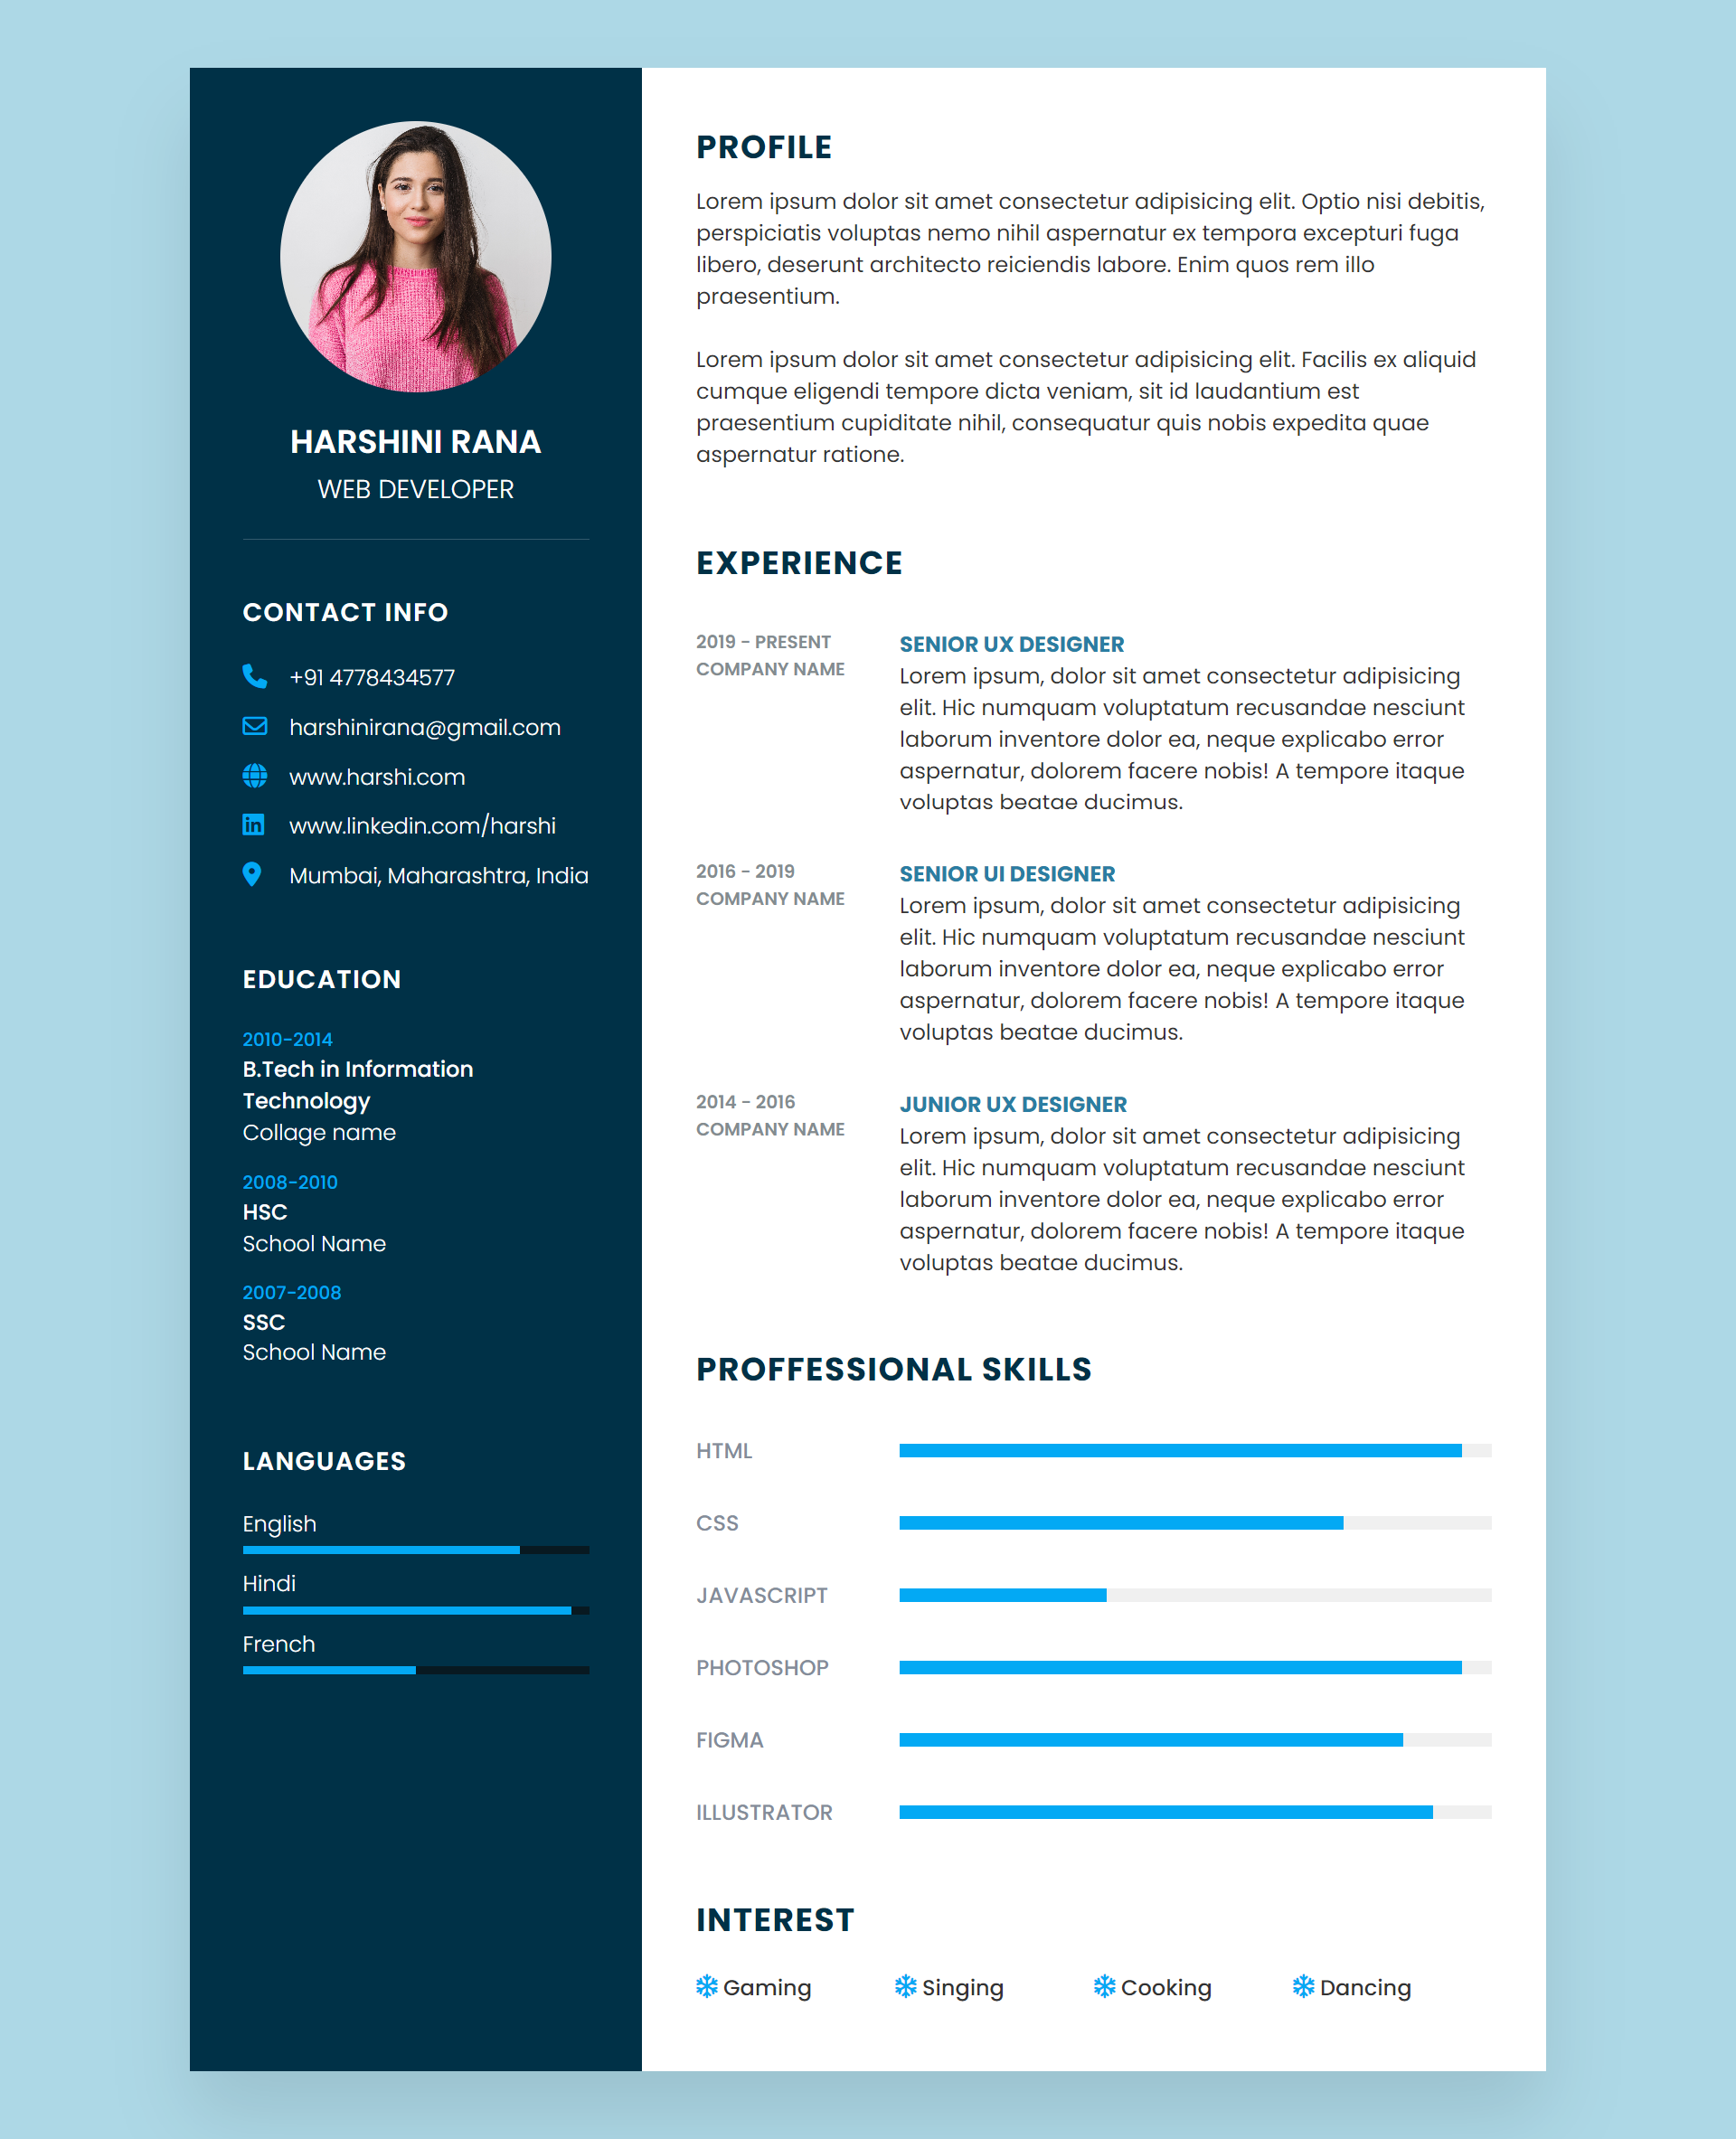 HARSHINI RANA
WEB DEVELOPER
CONTACT INFO
+91 4778434577
harshinirana@gmail.com
www.harshi.com
www.linkedin.com/harshi
Mumbai, Maharashtra, India
EDUCATION
2010-2014
B.Tech in Information
Technology
Collage name
2008-2010
HSC
School Name
2007-2008
SSC
School Name
LANGUAGES
English
Hindi
French
PROFILE
Lorem ipsum dolor sit amet consectetur adipisicing elit. Optio nisi debitis,
perspiciatis voluptas nemo nihil aspernatur ex tempora excepturi fuga
libero, deserunt architecto reiciendis labore. Enim quos rem illo
praesentium.
Lorem ipsum dolor sit amet consectetur adipisicing elit. Facilis ex aliquid
cumque eligendi tempore dicta veniam, sit id laudantium est
praesentium cupiditate nihil, consequatur quis nobis expedita quae
aspernatur ratione.
EXPERIENCE
2019 - PRESENT
COMPANY NAME
SENIOR UX DESIGNER
Lorem ipsum, dolor sit amet consectetur adipisicing
elit. Hic numquam voluptatum recusandae nesciunt
laborum inventore dolor ea, neque explicabo error
aspernatur, dolorem facere nobis! A tempore itaque
voluptas beatae ducimus.
2016 - 2019
COMPANY NAME
SENIOR UI DESIGNER
Lorem ipsum, dolor sit amet consectetur adipisicing
elit. Hic numquam voluptatum recusandae nesciunt
laborum inventore dolor ea, neque explicabo error
aspernatur, dolorem facere nobis! A tempore itaque
voluptas beatae ducimus.
2014 - 2016
COMPANY NAME
JUNIOR UX DESIGNER
Lorem ipsum, dolor sit amet consectetur adipisicing
elit. Hic numquam voluptatum recusandae nesciunt
laborum inventore dolor ea, neque explicabo error
aspernatur, dolorem facere nobis! A tempore itaque
voluptas beatae ducimus.
PROFFESSIONAL SKILLS
HTML
CSS
JAVASCRIPT
PHOTOSHOP
FIGMA
ILLUSTRATOR
INTEREST
Gaming Singing Cooking Dancing